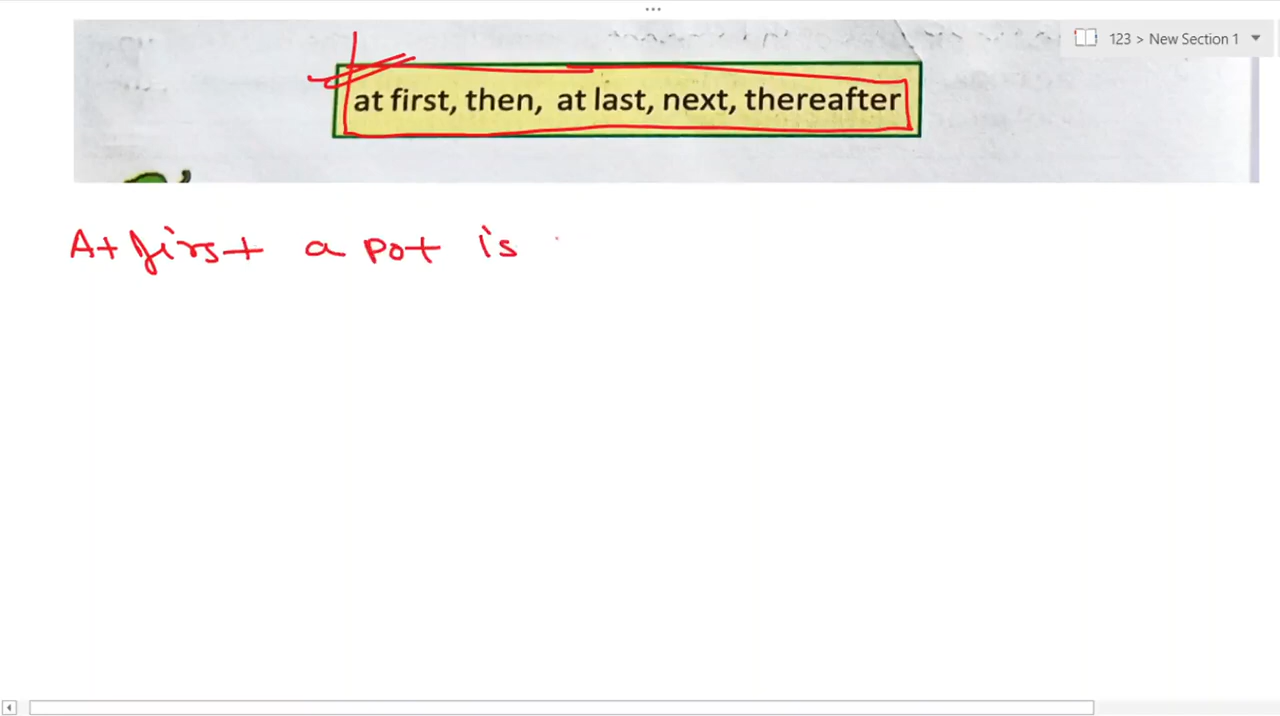 123 > New Section 1
at first, then, at last, next, thereafter
At first a pot is